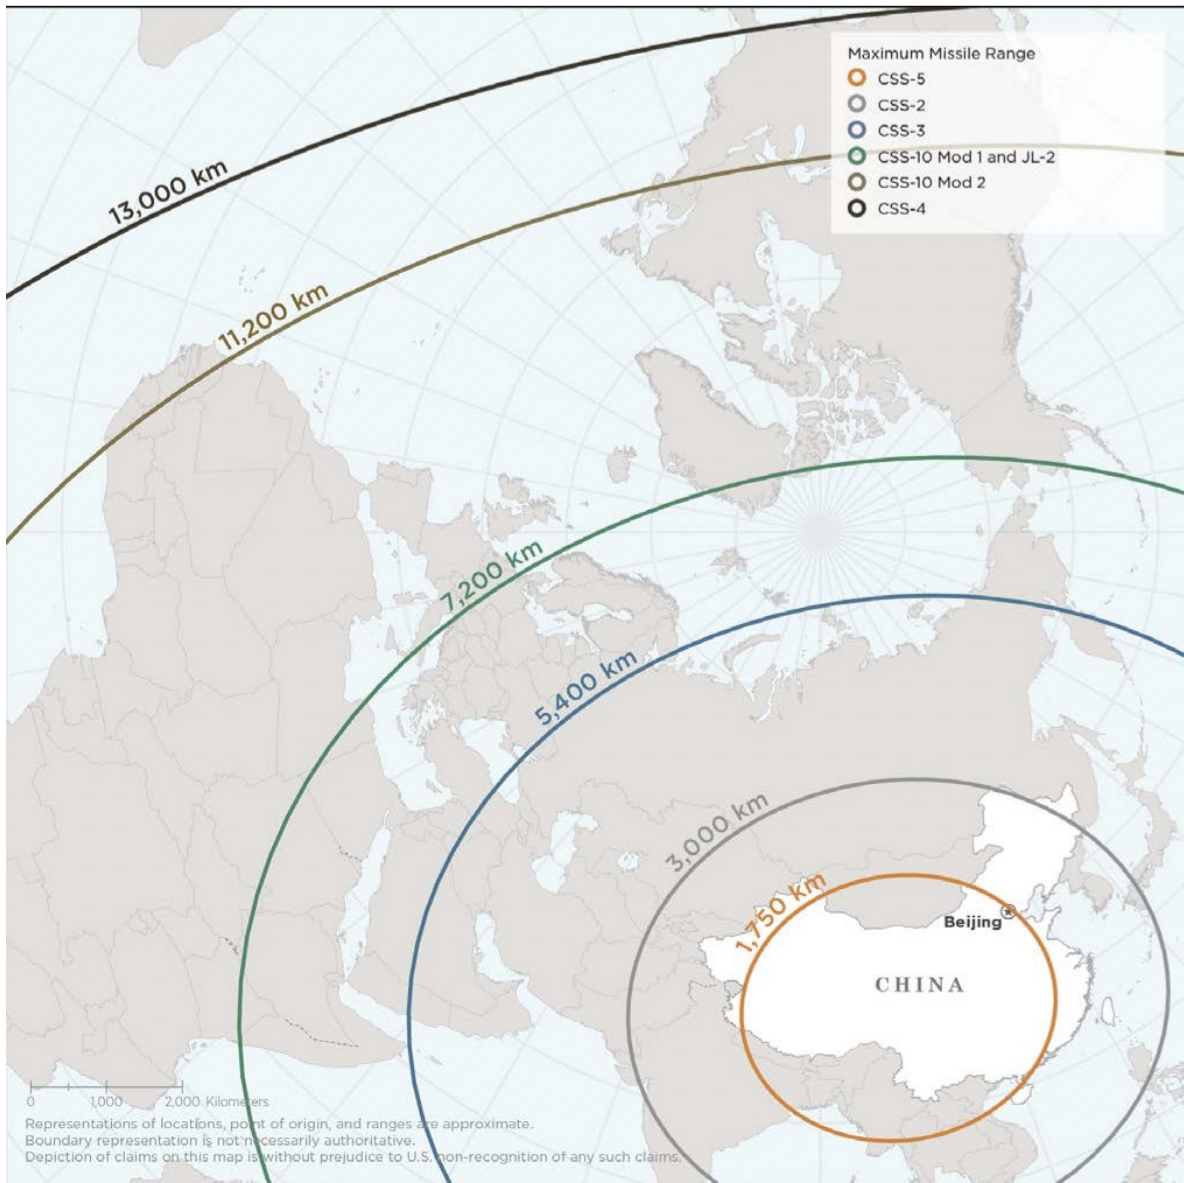 Maximum Missile Range
CSS-5
CSS-2
CSS-3
CSS-10 Mod 1 and JL-2
CSS-10 Mod 2
CSS-4
13,000 km
11,200 km
7,200 km
5,400 km
3,000 km
1,750 km
Beijing
CHINA
0 1,000 2,000 Kilometers
Representations of locations, point of origin, and ranges are approximate.
Boundary representation is not necessarily authoritative.
Depiction of claims on this map is without prejudice to U.S. non-recognition of any such claims.